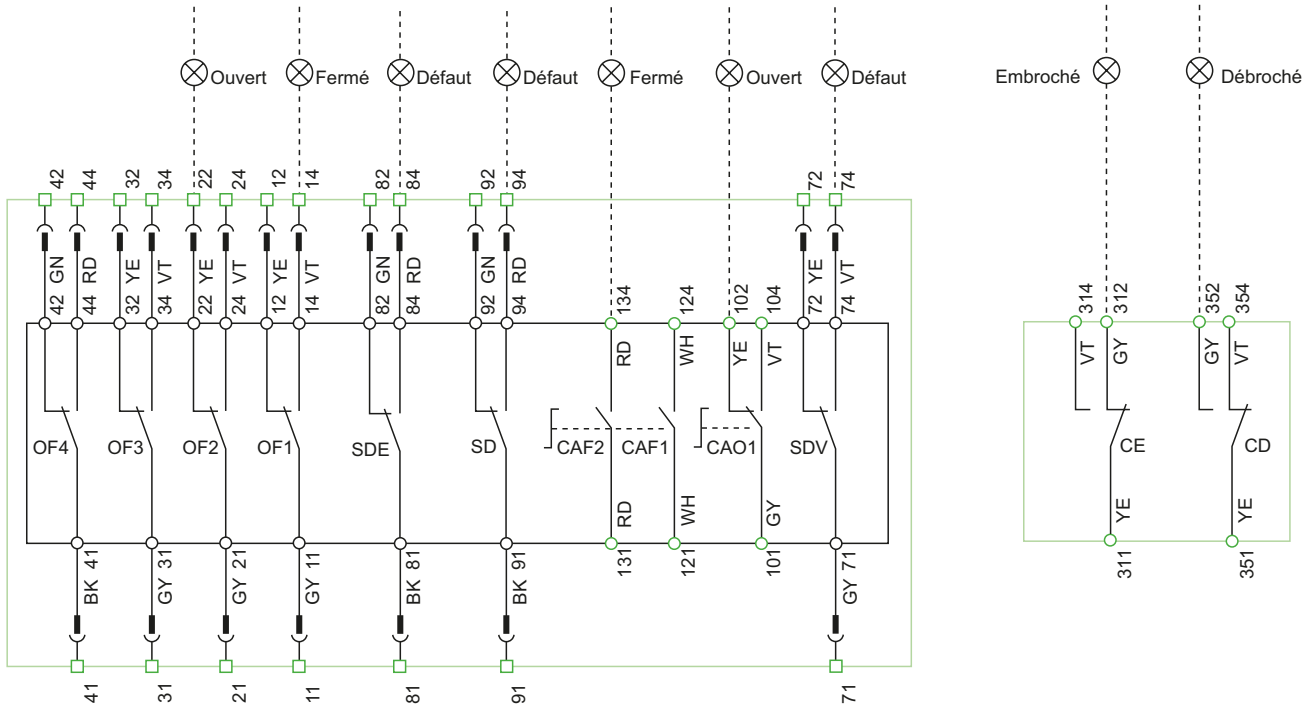 Ouvert Fermé Défaut Défaut Fermé Ouvert Défaut Embroché Débroché
42 44 32 34 22 24 12 14 82 84 92 94 72 74
GN RD YE VT YE VT YE VT GN RD GN RD YE VT
42 44 32 34 22 24 12 14 82 84 92 94 134 124 102 104 72 74 314 312 352 354
RD WH YE VT VT GY GY VT
OF4 OF3 OF2 OF1 SDE SD CAF2 CAF1 CAO1 SDV CE CD
RD WH GY YE YE
41 31 21 11 81 91 131 121 101 71 311 351
BK GY GY GY BK BK GY
41 31 21 11 81 91 71